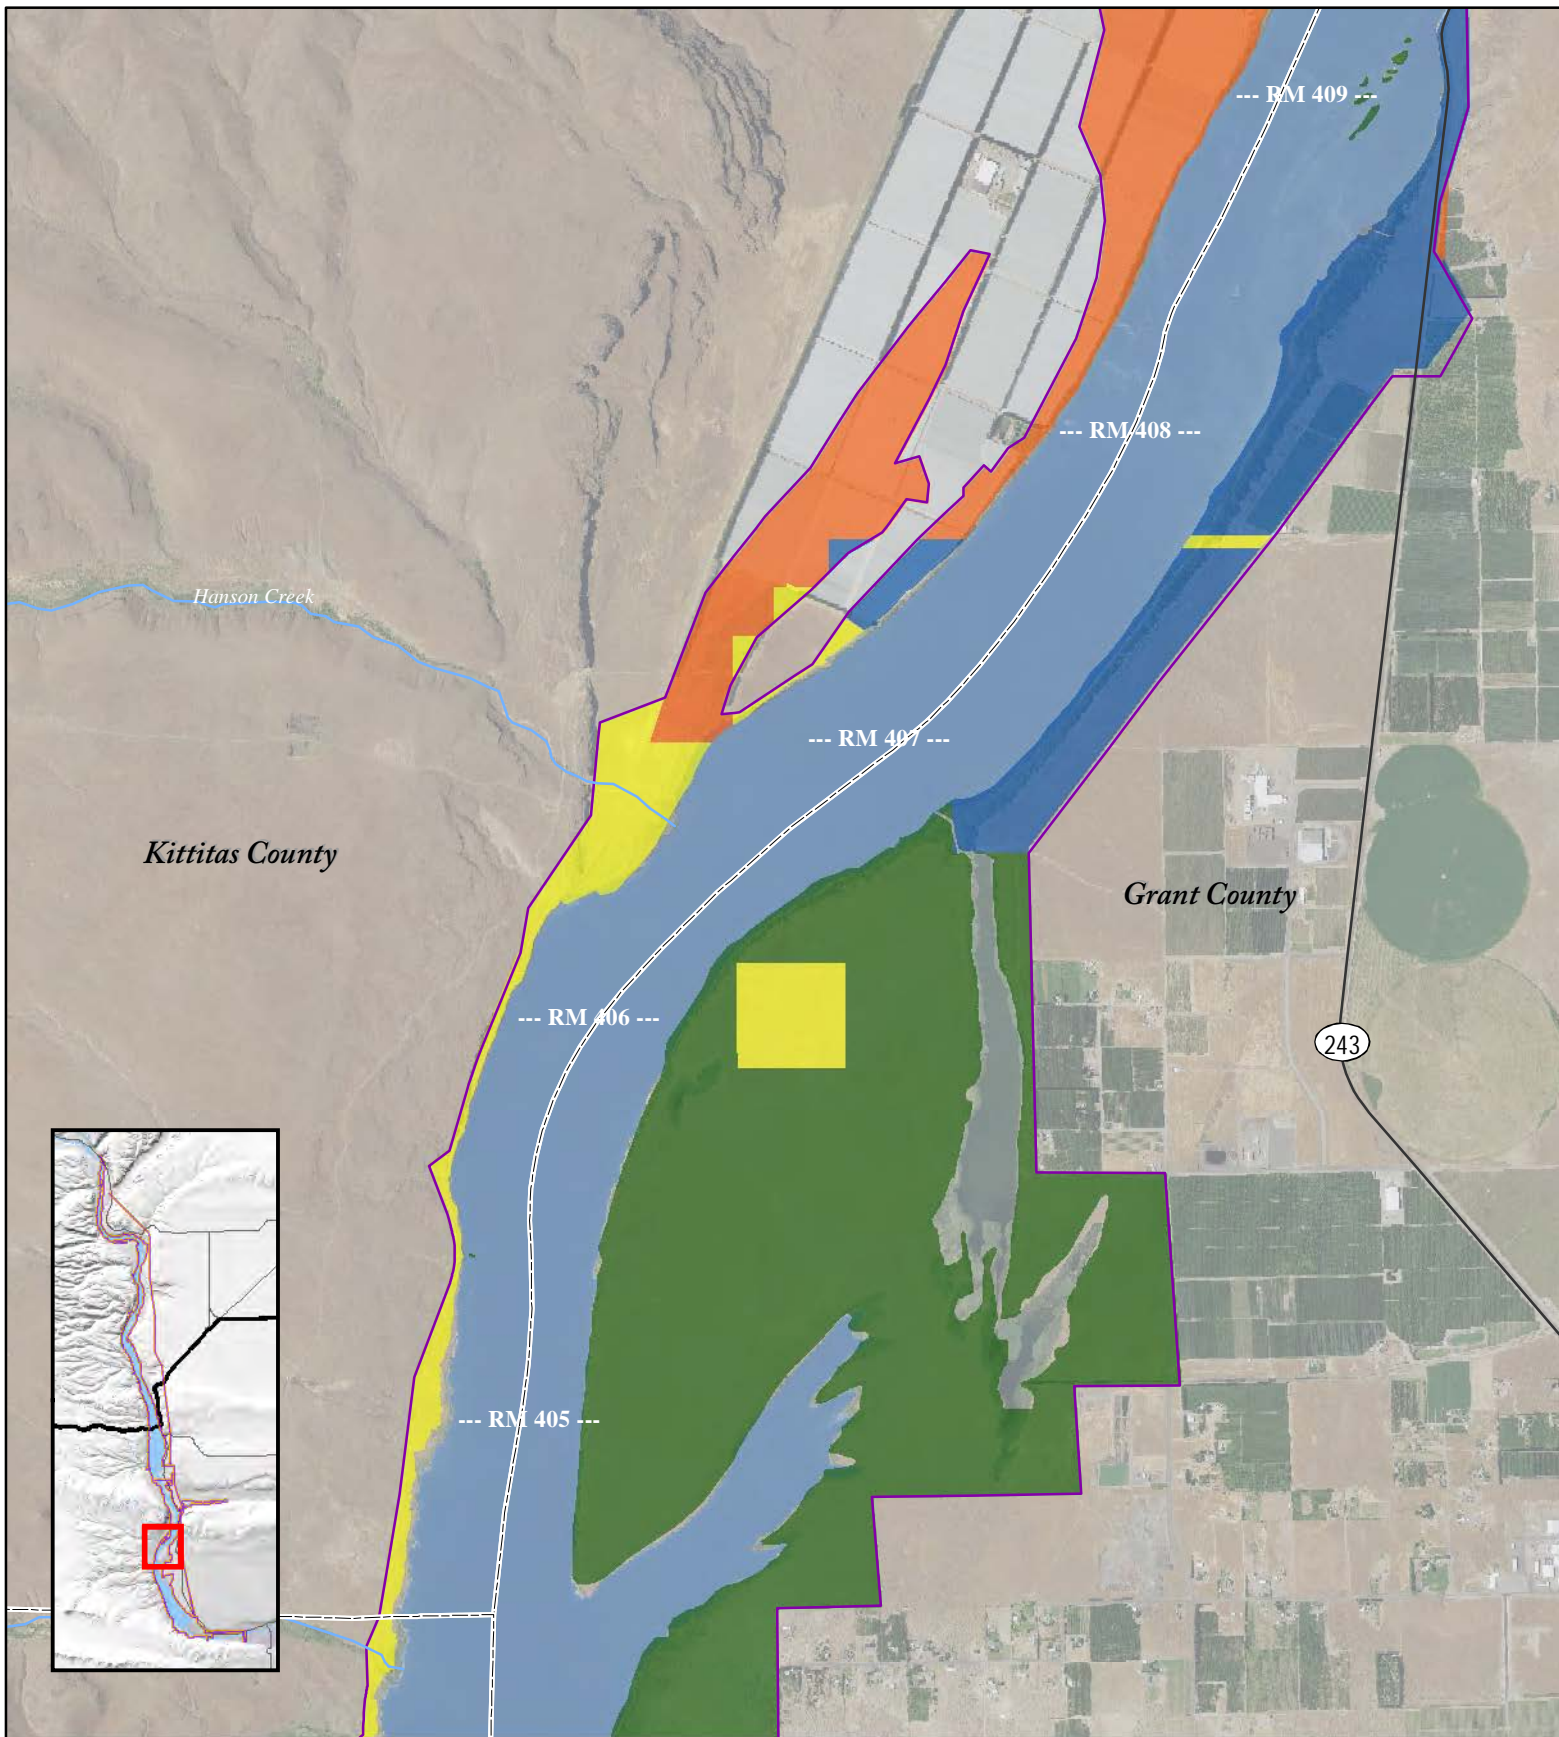 --- RM 409 ---
--- RM 408 ---
Hanson Creek
--- RM 407 ---
Kittitas County
Grant County
--- RM 406 ---
243
--- RM 405 ---